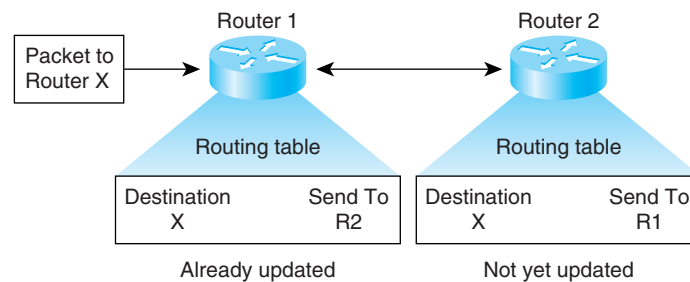 Router 1
Router 2
Packet to
Router X
Routing table
Routing table
Destination Send To
X R2
Destination Send To
X R1
Already updated
Not yet updated